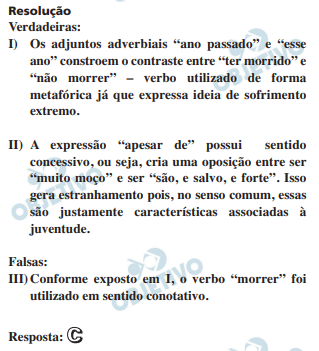 Resolução
Verdadeiras:
I) Os adjuntos adverbiais “ano passado” e “esse
ano” constroem o contraste entre “ter morrido” e
“não morrer” – verbo utilizado de forma
metafórica já que expressa ideia de sofrimento
extremo.
II) A expressão “apesar de” possui sentido
concessivo, ou seja, cria uma oposição entre ser
“muito moço” e ser “são, e salvo, e forte”. Isso
gera estranhamento pois, no senso comum, essas
são justamente características associadas à
juventude.
Falsas:
III) Conforme exposto em I, o verbo “morrer” foi
utilizado em sentido conotativo.
Resposta: C
OBJETIVO
OBJETIVO
OBJETIVO